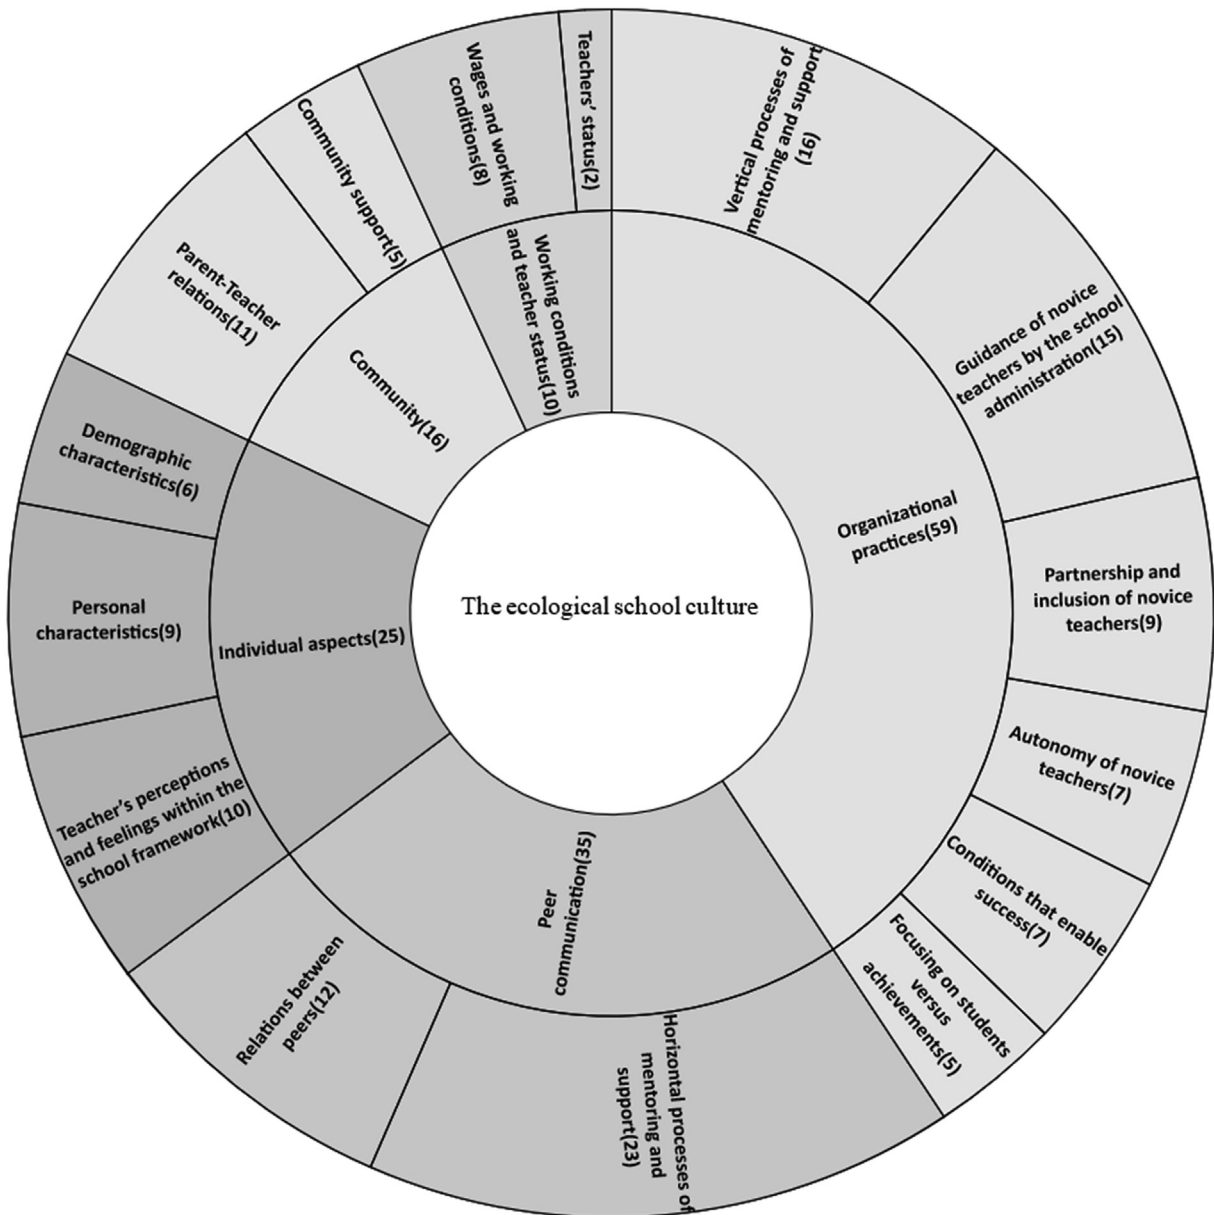 The ecological school culture
Organizational
practices(59)
Vertical processes of
mentoring and support
(16)
Guidance of novice
teachers by the school
administration(15)
Partnership and
inclusion of novice
teachers(9)
Autonomy of novice
teachers(7)
Conditions that enable
success(7)
Focusing on students
versus
achievements(5)
Peer
communication(35)
Horizontal processes of
mentoring and
support(23)
Relations between
peers(12)
Individual aspects(25)
Teacher’s perceptions
and feelings within the
school framework(10)
Personal
characteristics(9)
Demographic
characteristics(6)
Community(16)
Parent-Teacher
relations(11)
Community support(5)
Working conditions
and teacher status(10)
Wages and working
conditions(8)
Teachers’ status(2)